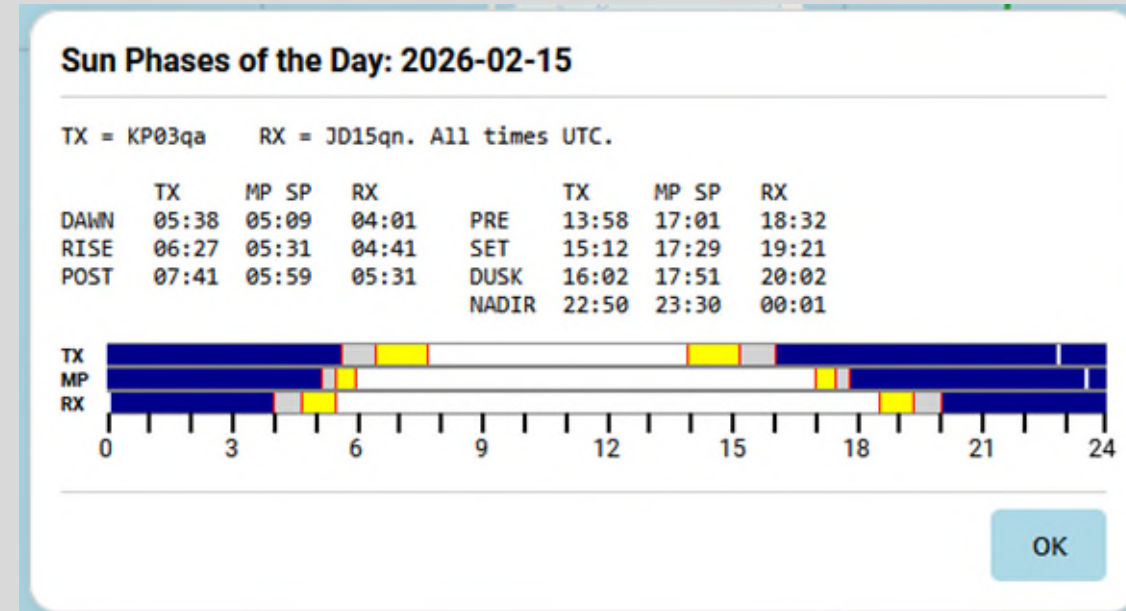 Sun Phases of the Day: 2026-02-15
TX = KP03qa    RX = JD15qn. All times UTC.
       TX     MP SP   RX              TX     MP SP   RX
DAWN   05:38  05:09   04:01    PRE    13:58  17:01   18:32
RISE   06:27  05:31   04:41    SET    15:12  17:29   19:21
POST   07:41  05:59   05:31    DUSK   16:02  17:51   20:02
                               NADIR  22:50  23:30   00:01
TX
MP
RX
0 3 6 9 12 15 18 21 24
OK